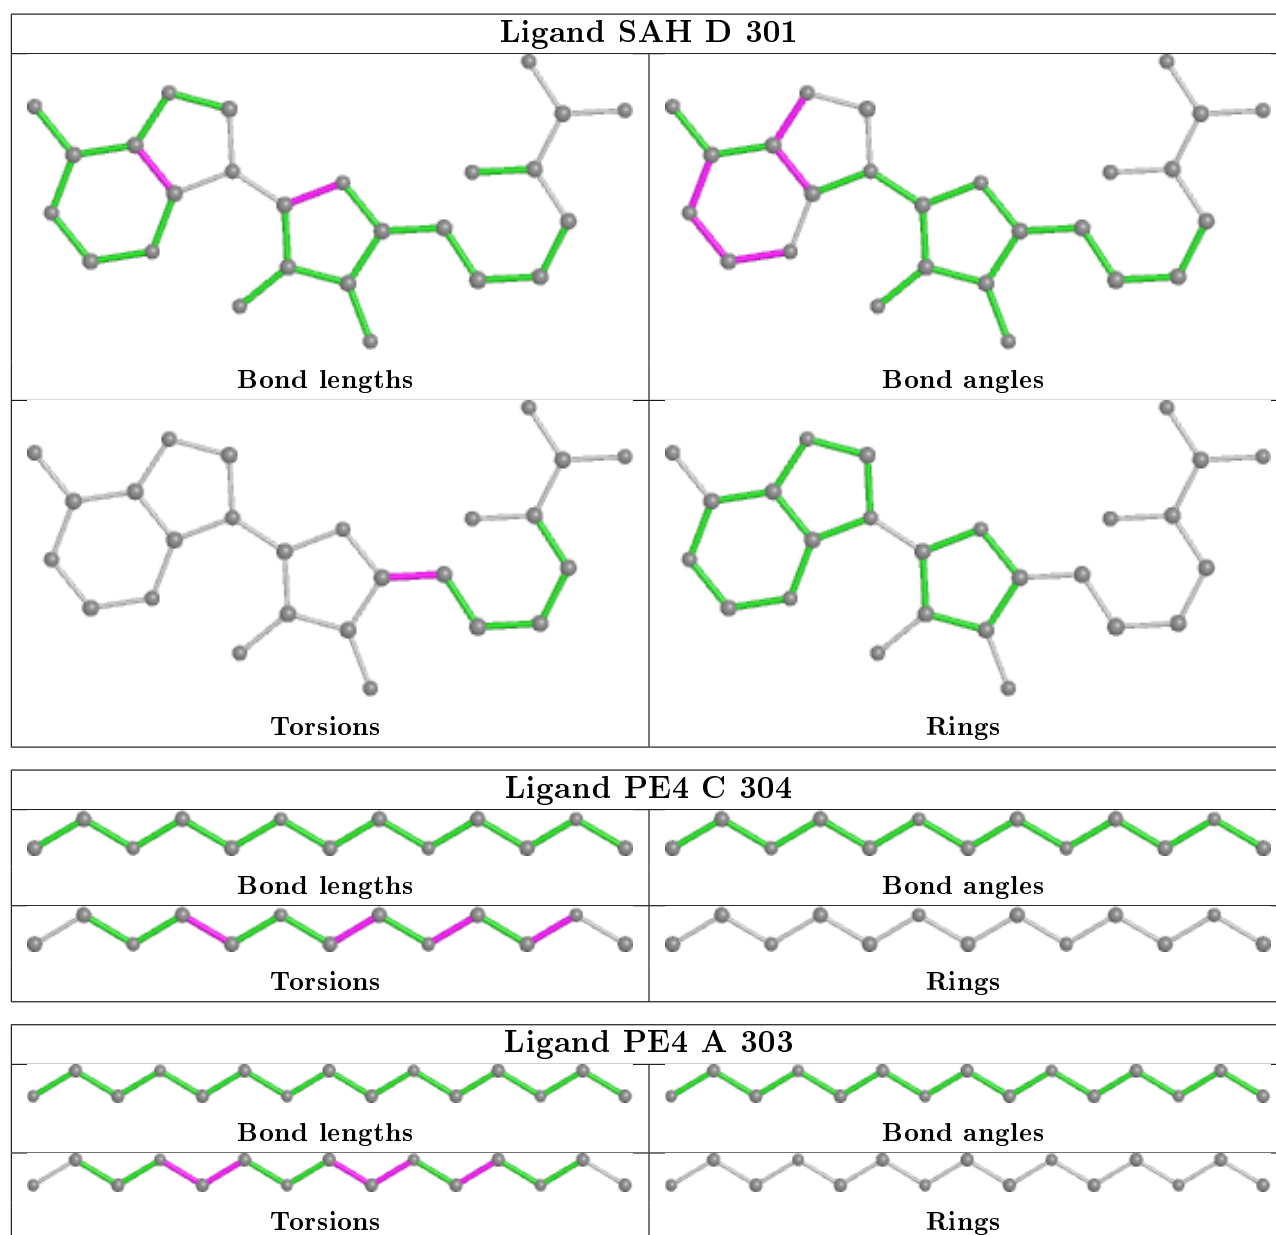 Ligand SAH D 301
Bond lengths
Bond angles
Torsions
Rings
Ligand PE4 C 304
Bond lengths
Bond angles
Torsions
Rings
Ligand PE4 A 303
Bond lengths
Bond angles
Torsions
Rings